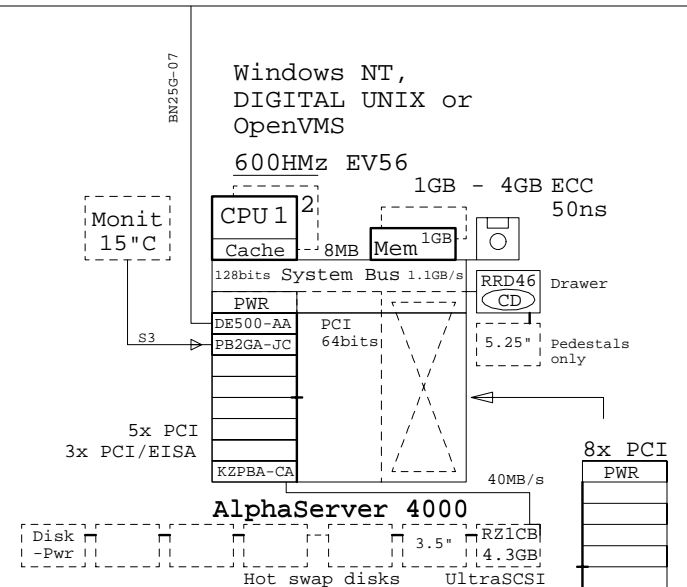 BN25G-07
Windows NT,
DIGITAL UNIX or
OpenVMS
600HMz EV56
1GB - 4GB ECC
50ns
Monit
15"C
CPU 1
2
Cache
8MB
Mem
1GB
128bits System Bus 1.1GB/s
RRD46
CD
Drawer
PWR
DE500-AA
PCI
64bits
S3
PB2GA-JC
5.25"
Pedestals
only
5x PCI
3x PCI/EISA
8x PCI
PWR
KZPBA-CA
40MB/s
AlphaServer 4000
Disk
-Pwr
3.5"
RZ1CB
4.3GB
Hot swap disks
UltraSCSI